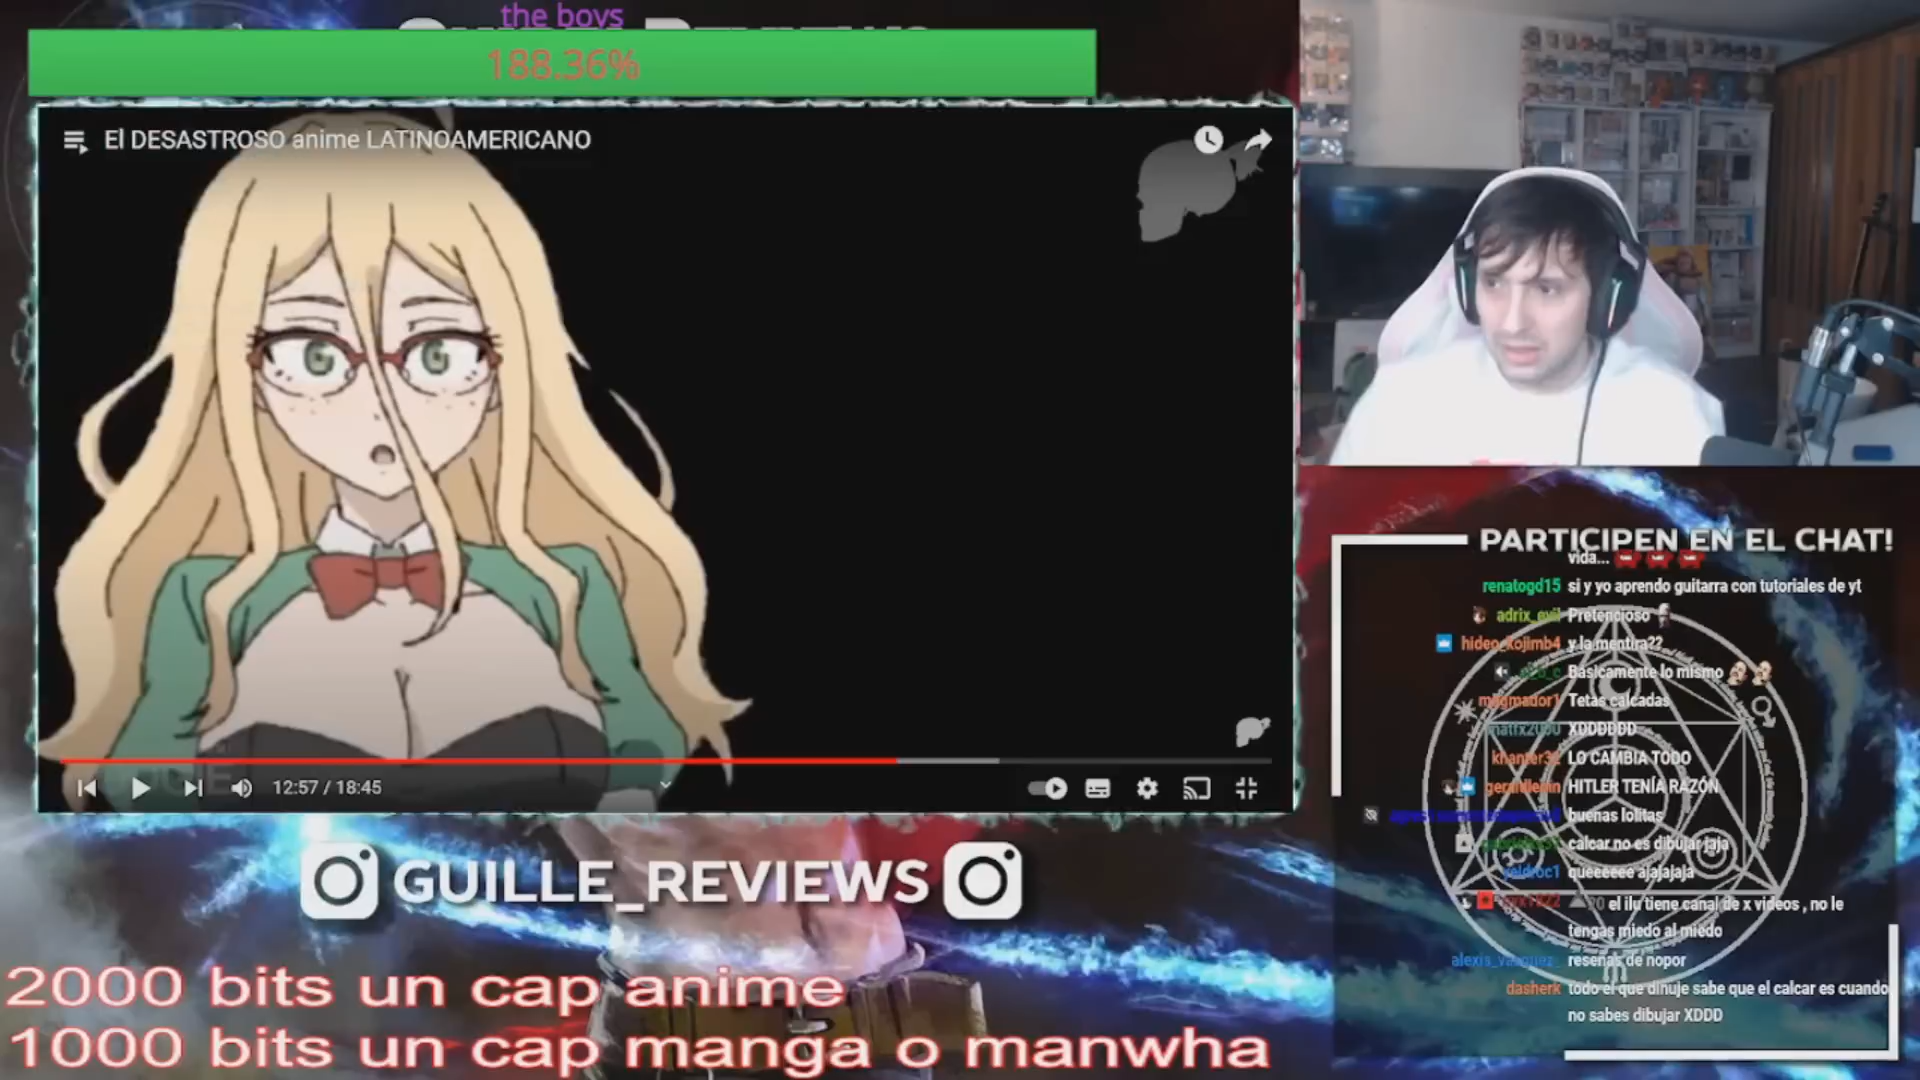 the boys
188.36%
El DESASTROSO anime LATINOAMERICANO
12:57 / 18:45
GUILLE_REVIEWS
2000 bits un cap anime
1000 bits un cap manga o manwha
PARTICIPEN EN EL CHAT!
vida...
renatogd15 si y yo aprendo guitarra con tutoriales de yt
adrix_evil Pretencioso
hideo_kojimb4 y la mentira??
Basicamente lo mismo
Tetas calcadas
XDDDDDD
LO CAMBIA TODO
HITLER TENÍA RAZÓN
buenas lolitas
calcar no es dibujar jaja
queeeeee ajajajaja
el ilu tiene canal de x videos , no le
tengas miedo al miedo
alexis_vasquez_ reseñas de nopor
dasherk todo el que dinuje sabe que el calcar es cuando
no sabes dibujar XDDD